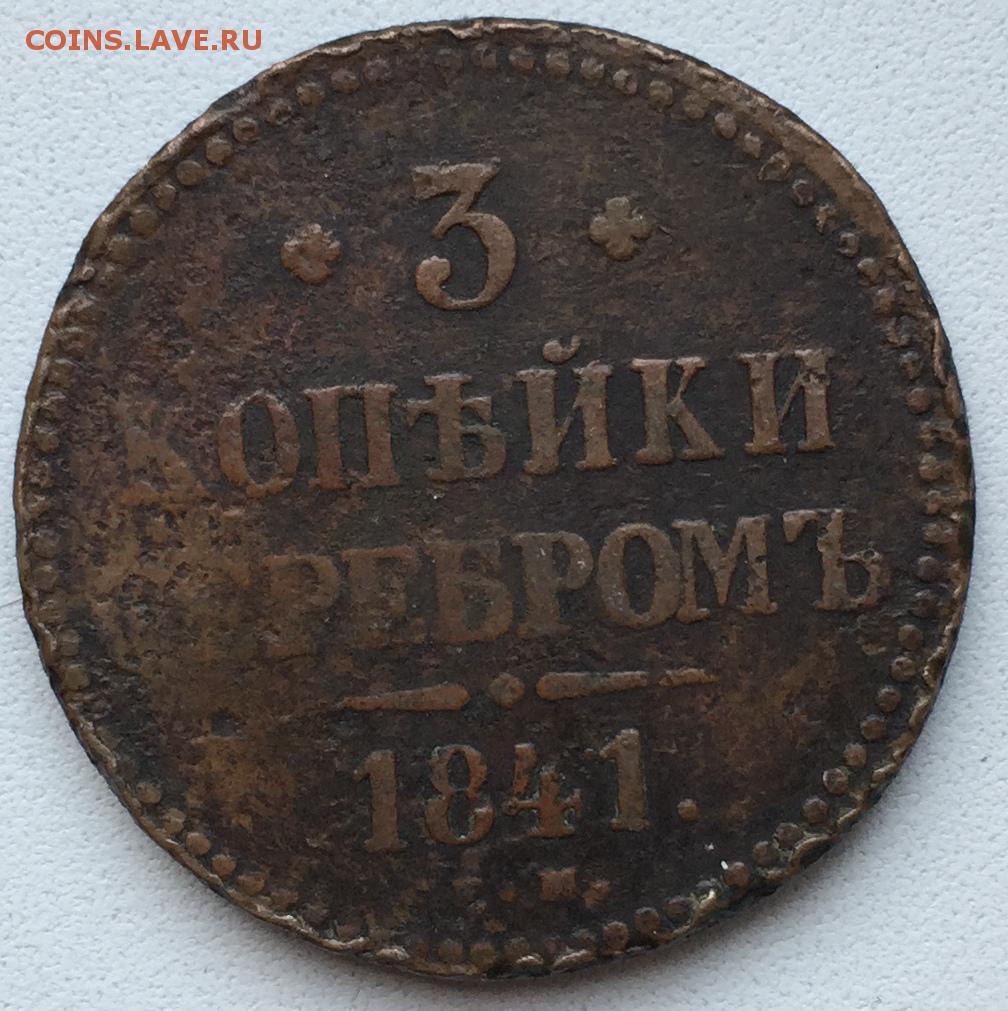 COINS.LAVE.RU
3
КОПѢЙКИ
СЕРЕБРОМЪ
1841.